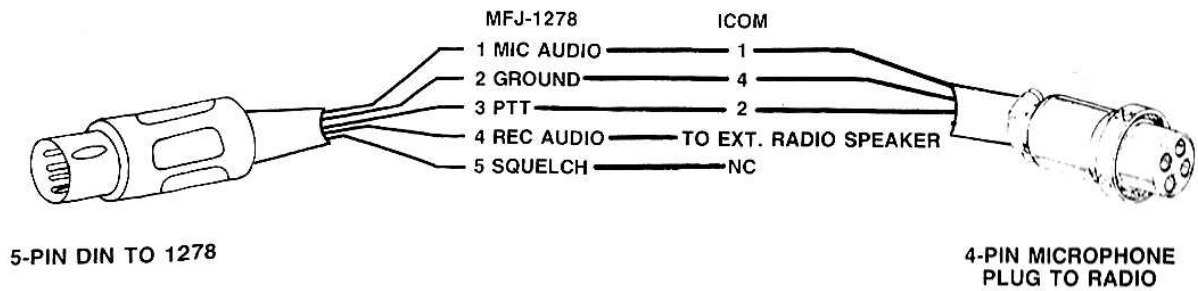 MFJ-1278 ICOM
1 MIC AUDIO 1
2 GROUND 4
3 PTT 2
4 REC AUDIO TO EXT. RADIO SPEAKER
5 SQUELCH NC
5-PIN DIN TO 1278
4-PIN MICROPHONE
PLUG TO RADIO